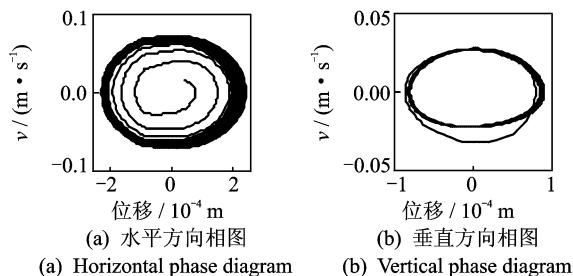 0.1
0.0
−0.1
v / (m • s⁻¹)
−2 0 2
位移 / 10⁻⁴ m
(a) 水平方向相图
(a) Horizontal phase diagram
0.05
0.00
−0.05
v / (m • s⁻¹)
−1 0 1
位移 / 10⁻⁴ m
(b) 垂直方向相图
(b) Vertical phase diagram